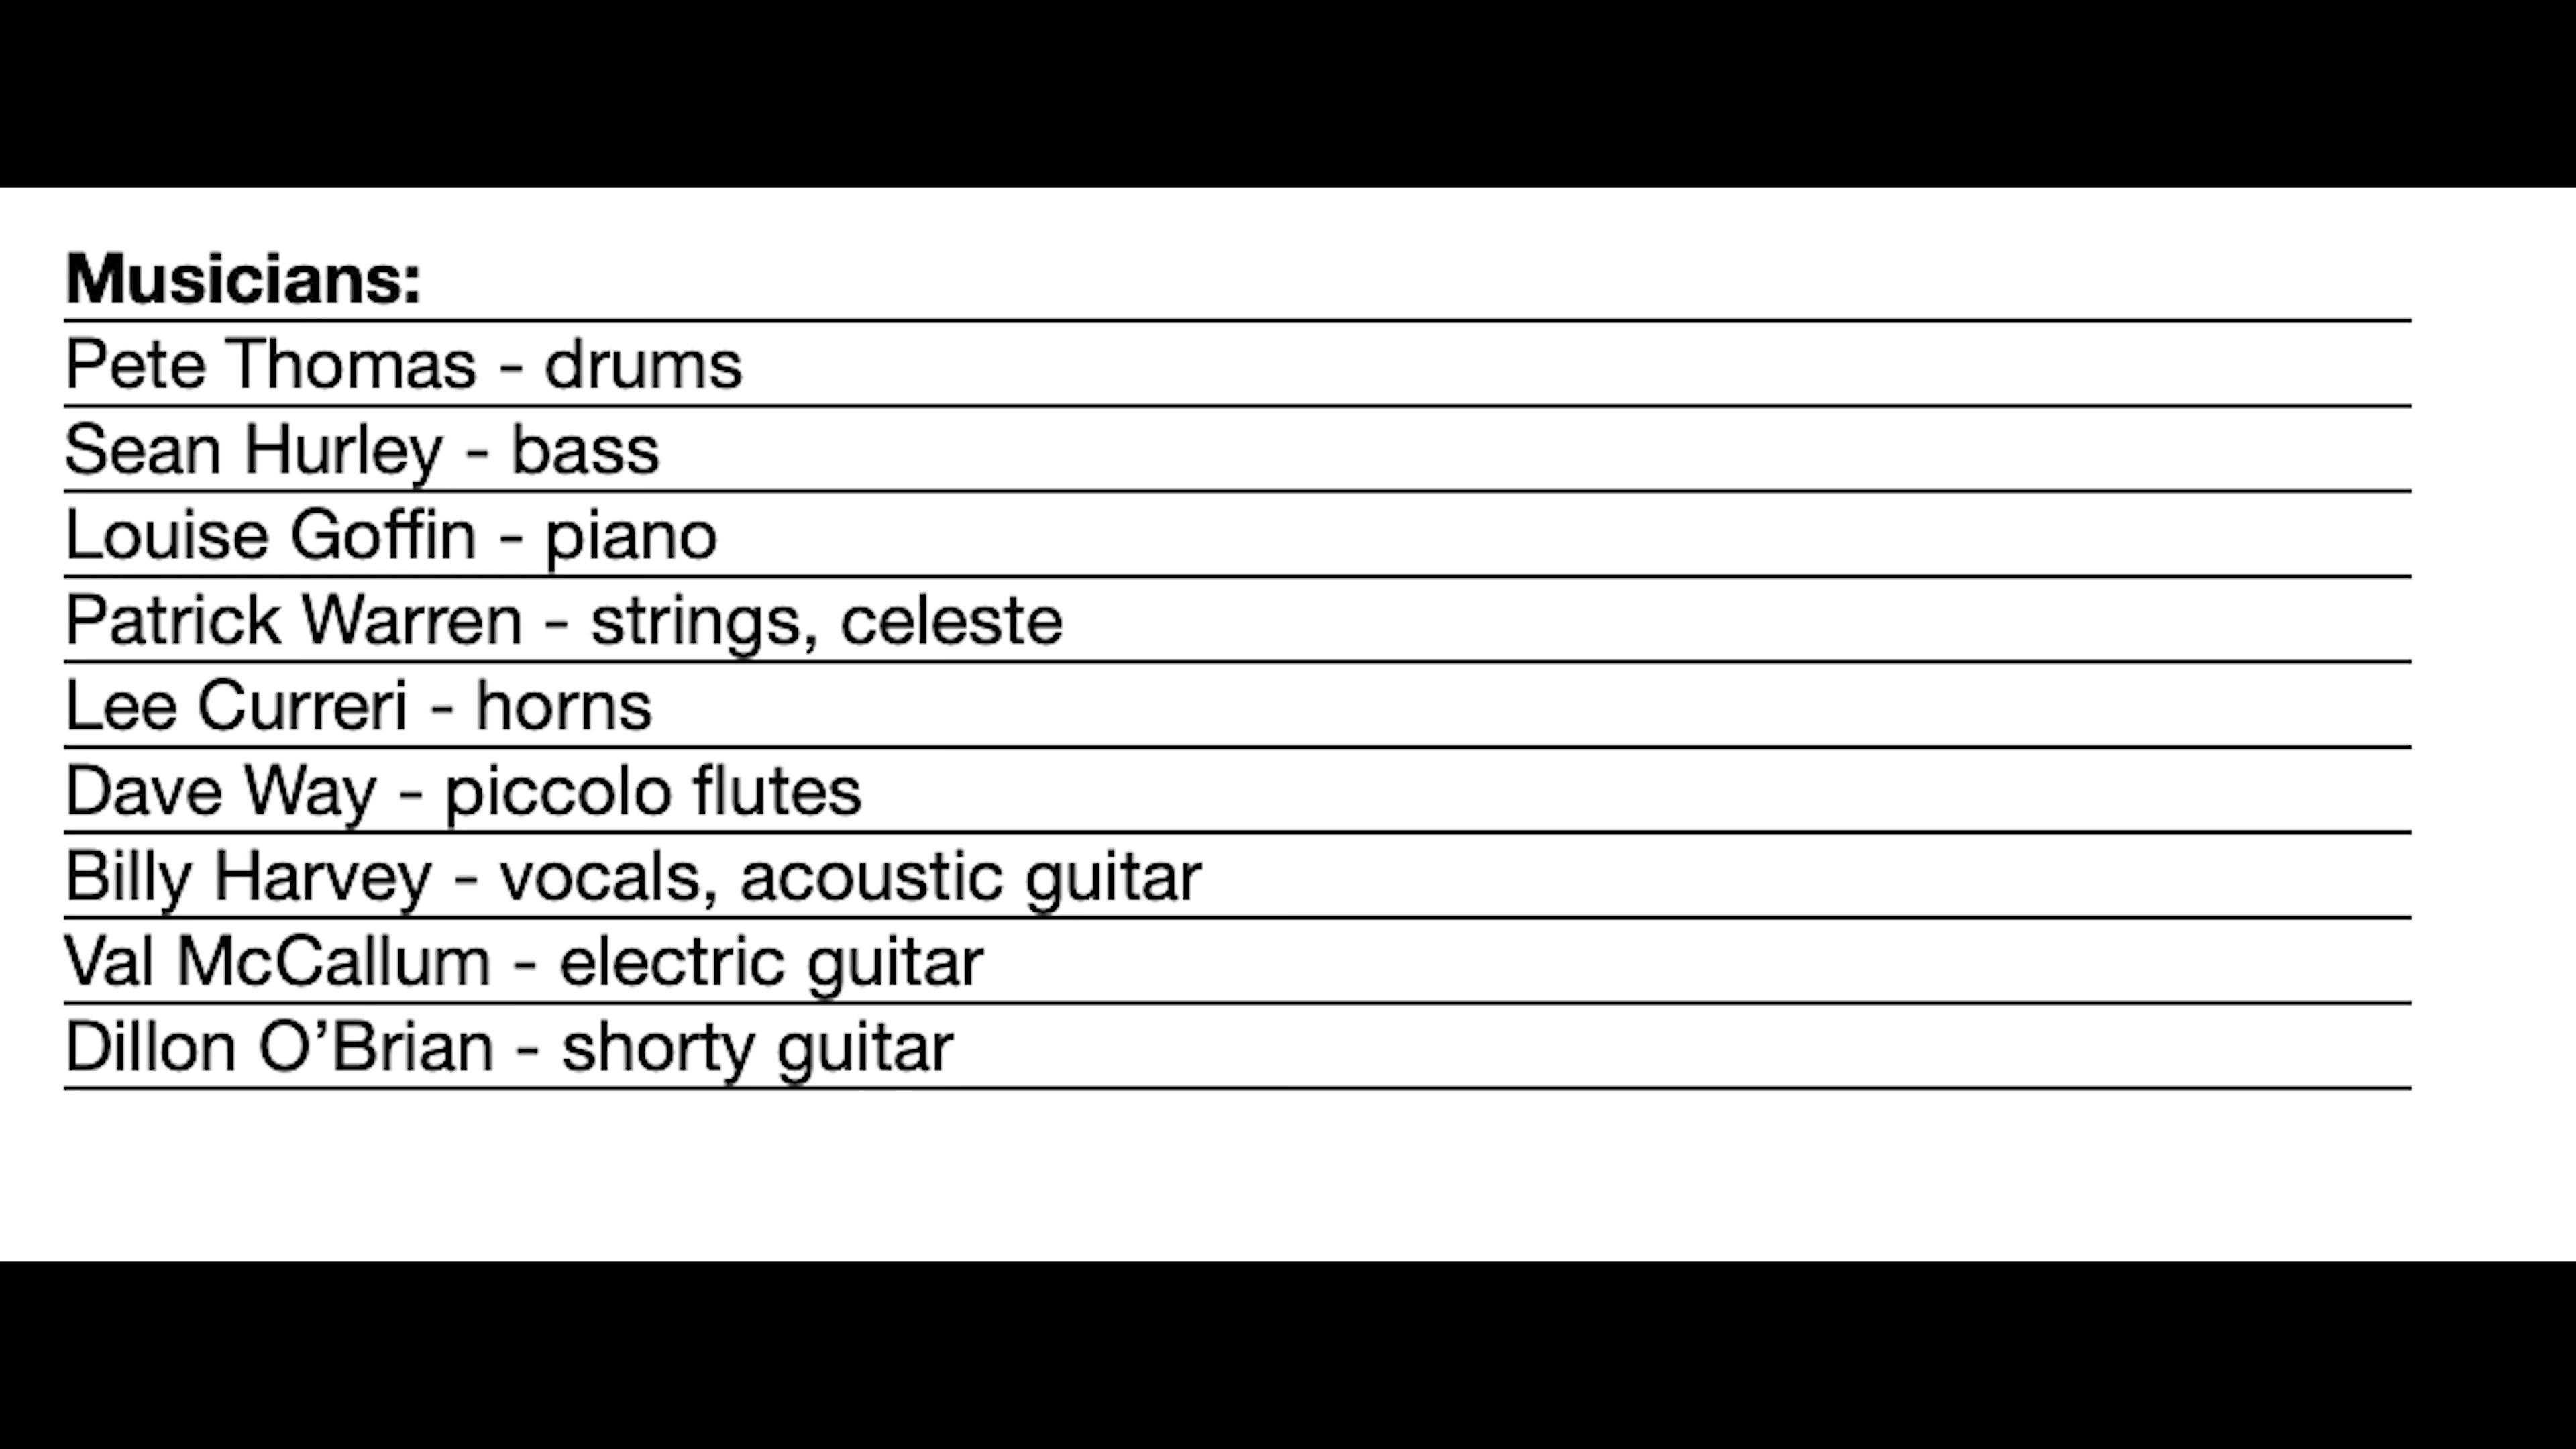 Musicians:
Pete Thomas - drums
Sean Hurley - bass
Louise Goffin - piano
Patrick Warren - strings, celeste
Lee Curreri - horns
Dave Way - piccolo flutes
Billy Harvey - vocals, acoustic guitar
Val McCallum - electric guitar
Dillon O’Brian - shorty guitar